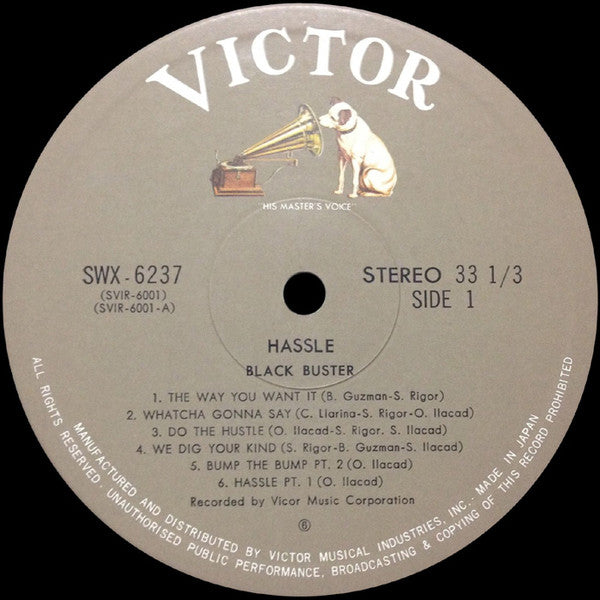 VICTOR
"HIS MASTER'S VOICE"
SWX-6237
(SVIR-6001)
(SVIR-6001-A)
STEREO 33 1/3
SIDE 1
HASSLE
BLACK BUSTER
1. THE WAY YOU WANT IT (B. Guzman-S. Rigor)
2. WHATCHA GONNA SAY (C. Llarina-S. Rigor-O. Ilacad)
3. DO THE HUSTLE (O. Ilacad-S. Rigor. S. Ilacad)
4. WE DIG YOUR KIND (S. Rigor-B. Guzman-S. Ilacad)
5. BUMP THE BUMP PT. 2 (O. Ilacad)
6. HASSLE PT. 1 (O. Ilacad)
Recorded by Vicor Music Corporation
⑥
MANUFACTURED AND DISTRIBUTED BY VICTOR MUSICAL INDUSTRIES, INC.· MADE IN JAPAN
ALL RIGHTS RESERVED · UNAUTHORISED PUBLIC PERFORMANCE, BROADCASTING & COPYING OF THIS RECORD PROHIBITED